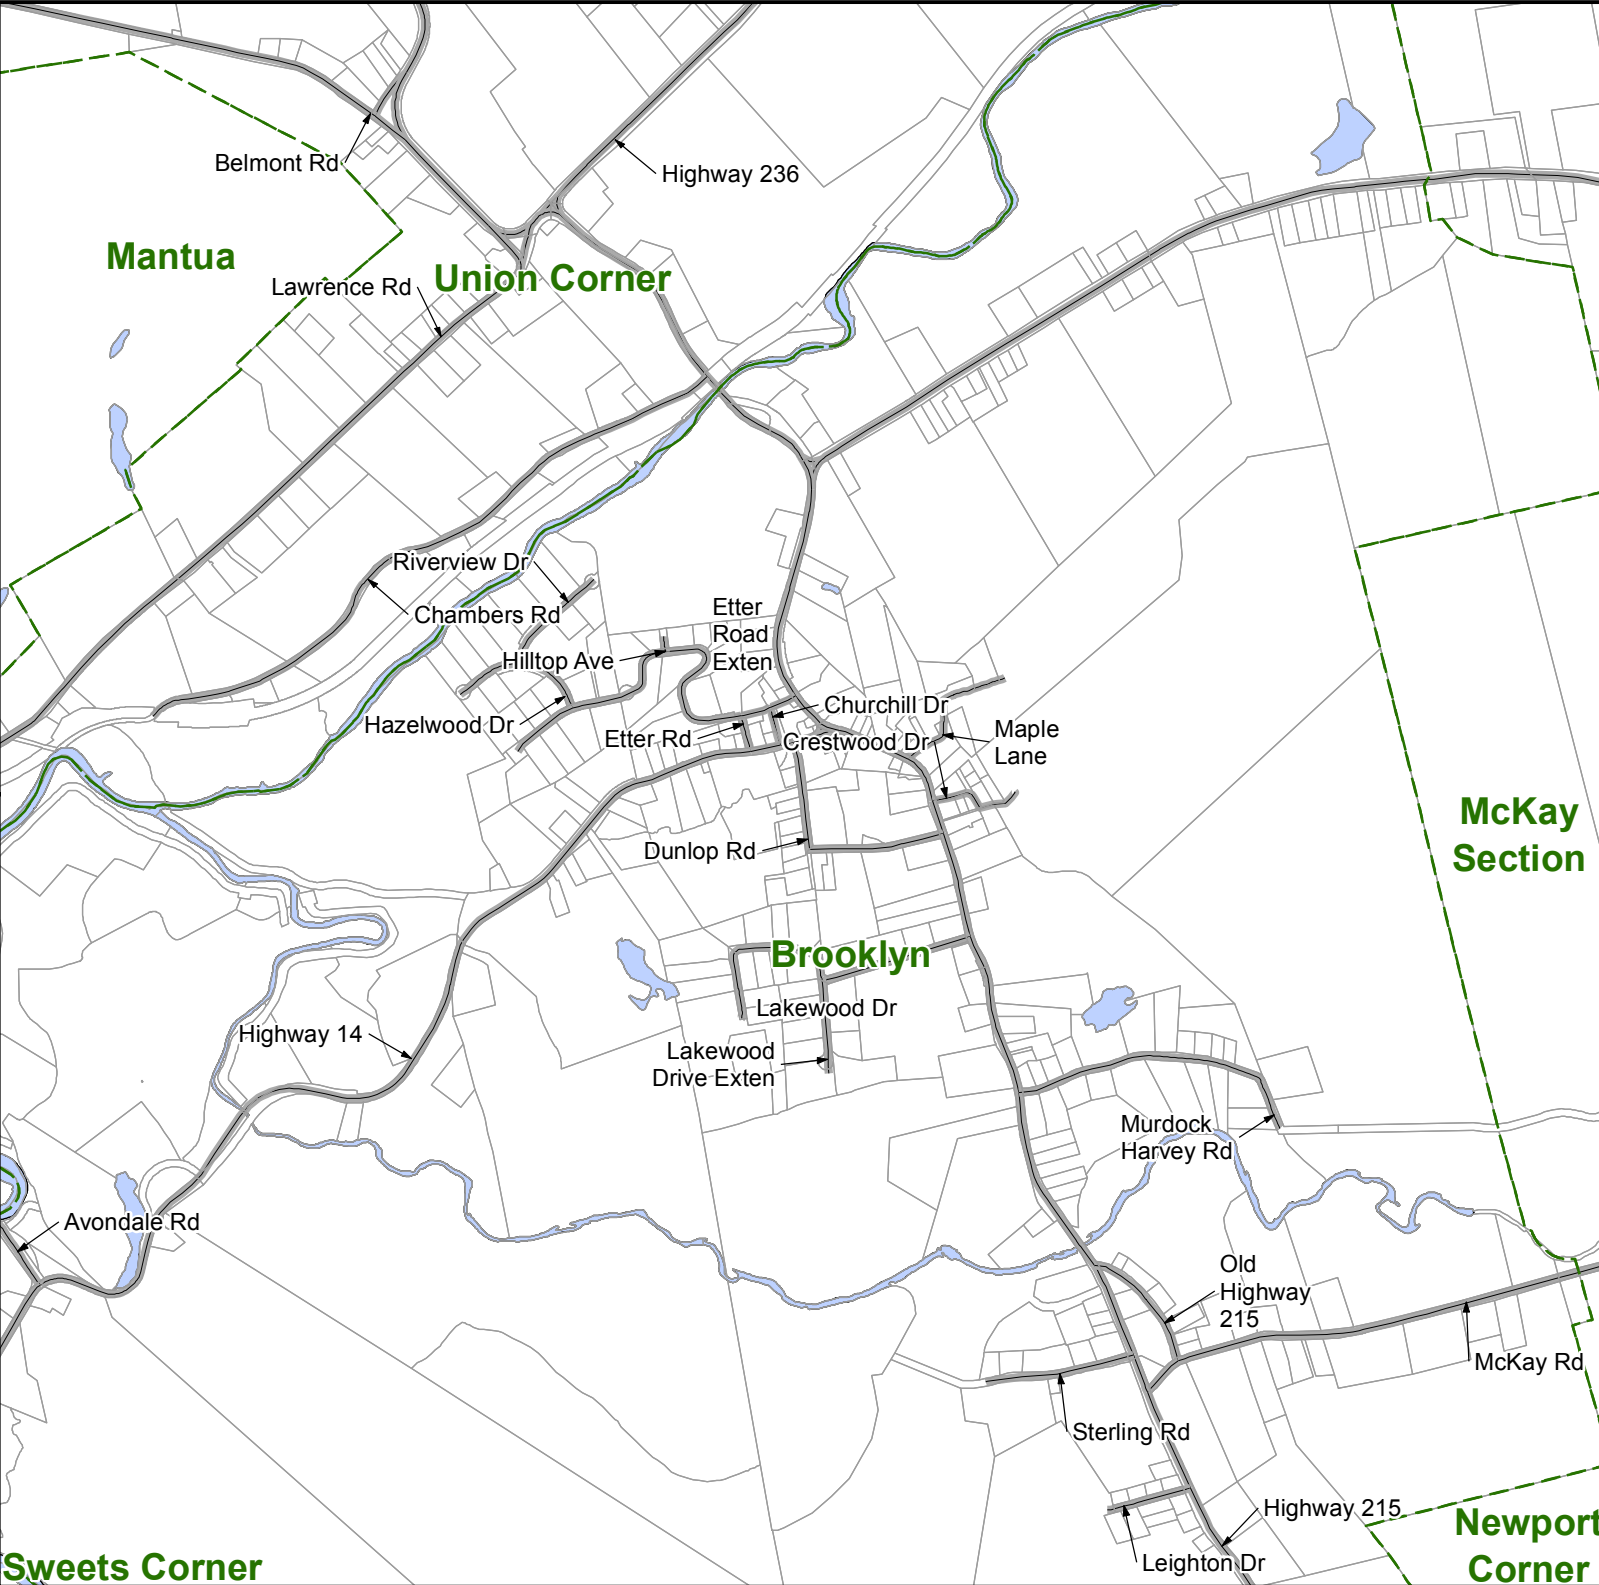 Belmont Rd
Highway 236
Mantua
Union Corner
Lawrence Rd
Riverview Dr
Chambers Rd
Etter
Road
Exten
Hilltop Ave
Hazelwood Dr
Churchill Dr
Etter Rd
Crestwood Dr
Maple
Lane
McKay
Section
Dunlop Rd
Brooklyn
Lakewood Dr
Highway 14
Lakewood
Drive Exten
Murdock
Harvey Rd
Avondale Rd
Old
Highway
215
McKay Rd
Sterling Rd
Highway 215
Newport
Corner
Leighton Dr
Sweets Corner